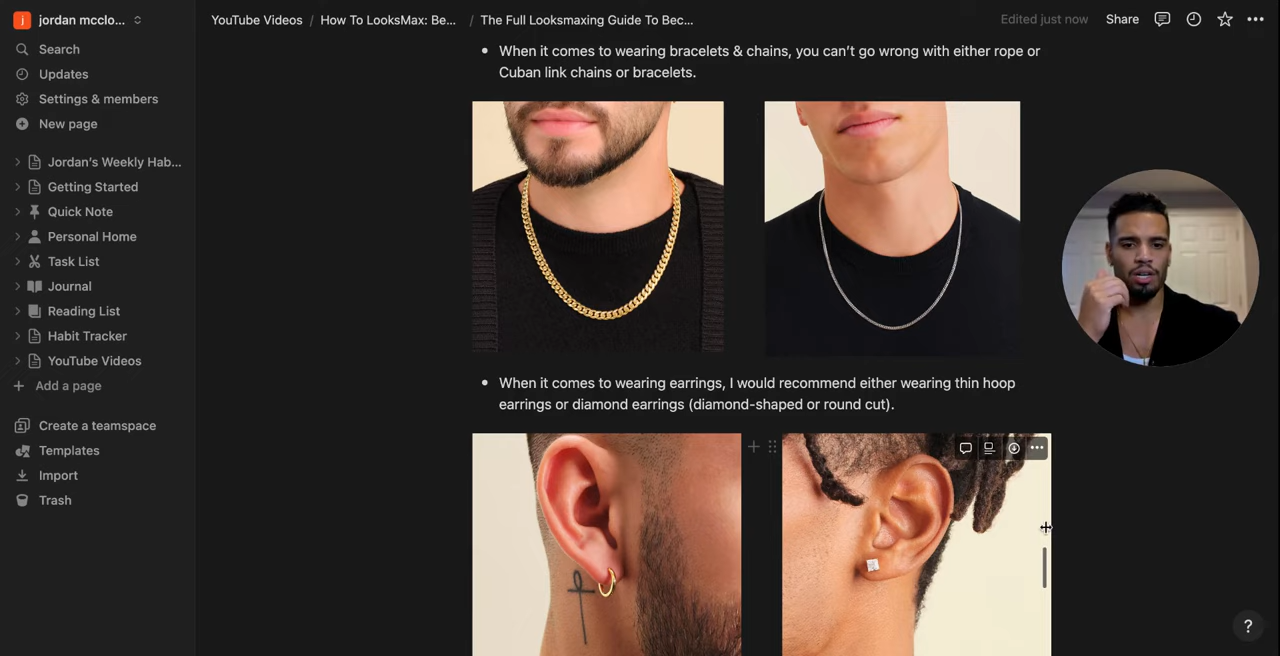 j jordan mcclo...
YouTube Videos / How To LooksMax: Be... / The Full Looksmaxing Guide To Bec...
Edited just now Share
Search
Updates
Settings & members
New page
Jordan's Weekly Hab...
Getting Started
Quick Note
Personal Home
Task List
Journal
Reading List
Habit Tracker
YouTube Videos
Add a page
Create a teamspace
Templates
Import
Trash
• When it comes to wearing bracelets & chains, you can't go wrong with either rope or
Cuban link chains or bracelets.
• When it comes to wearing earrings, I would recommend either wearing thin hoop
earrings or diamond earrings (diamond-shaped or round cut).
?